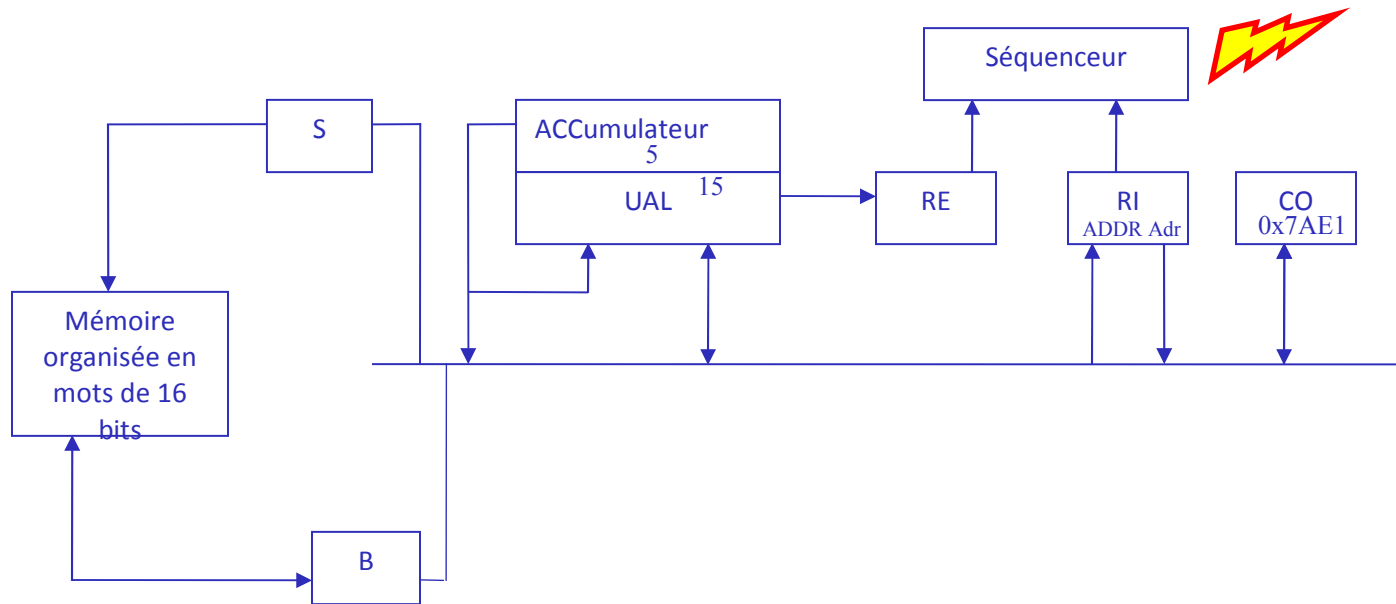 Séquenceur
S
ACCumulateur
5
UAL
15
RE
RI
ADDR Adr
CO
0x7AE1
Mémoire
organisée en
mots de 16
bits
B